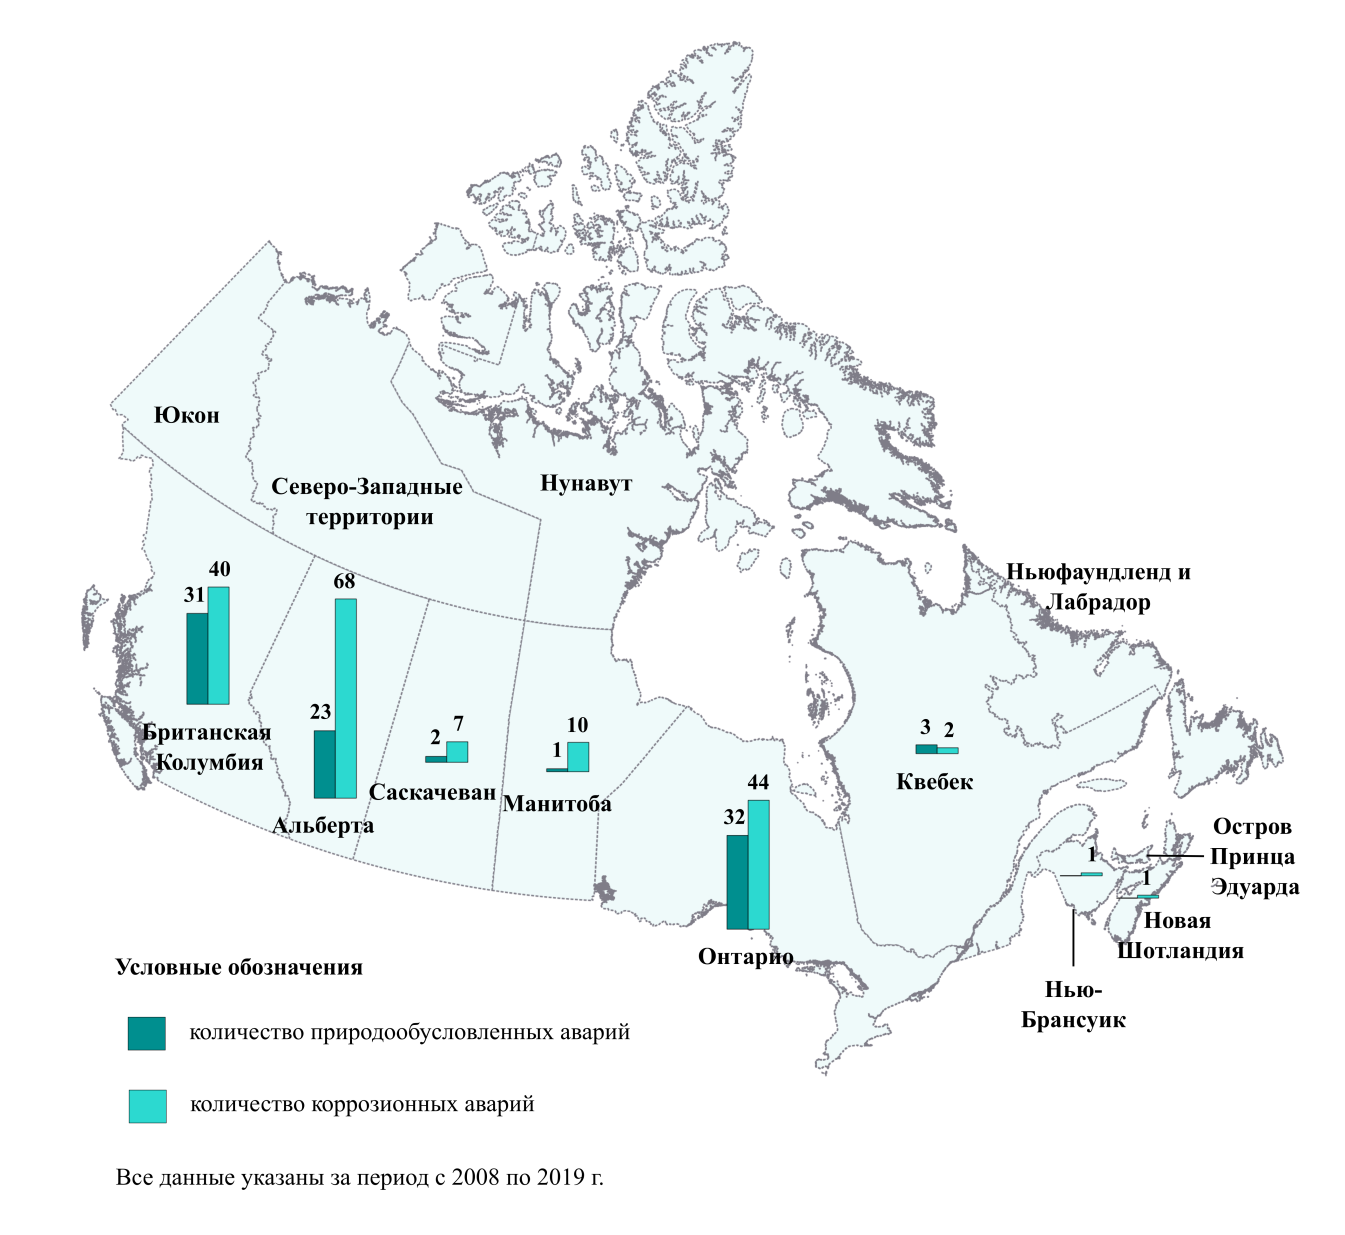 Юкон
Северо-Западные
территории
Нунавут
Ньюфаундленд и
Лабрадор
31
40
Британская
Колумбия
23
68
Альберта
2
7
Саскачеван
1
10
Манитоба
32
44
Онтарио
3
2
Квебек
1
Нью-
Брансуик
1
Новая
Шотландия
Остров
Принца
Эдуарда
Условные обозначения
количество природообусловленных аварий
количество коррозионных аварий
Все данные указаны за период с 2008 по 2019 г.